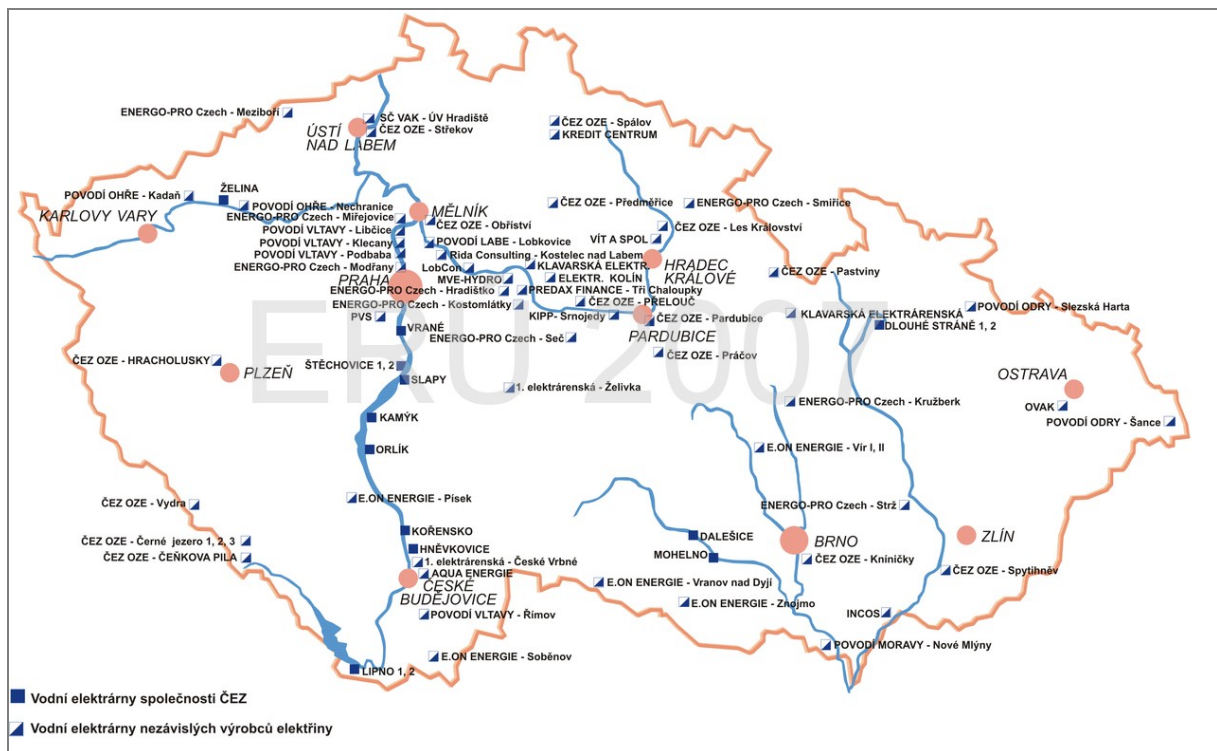 ENERGO-PRO Czech - Meziboří
SČ VAK - ÚV Hradiště
ČEZ OZE - Střekov
ÚSTÍ
NAD LABEM
ČEZ OZE - Spálov
KREDIT CENTRUM
POVODÍ OHŘE - Kadaň
ŽELINA
POVODÍ OHŘE - Nechranice
KARLOVY VARY
MĚLNÍK
ENERGO-PRO Czech - Miřejovice
ČEZ OZE - Obříství
POVODÍ VLTAVY - Libčice
POVODÍ VLTAVY - Klecany
POVODÍ LABE - Lobkovice
POVODÍ VLTAVY - Podbaba
Rida Consulting - Kostelec nad Labem
ENERGO-PRO Czech - Modřany
LobCon
PRAHA
MVE-HYDRO
ČEZ OZE - Předměřice
ENERGO-PRO Czech - Smiřice
ČEZ OZE - Les Království
VÍT A SPOL
HRADEC
KRÁLOVÉ
KLAVARSKÁ ELEKTR.
ELEKTR. KOLÍN
ENERGO-PRO Czech - Hradištko
PREDAX FINANCE - Tři Chaloupky
ENERGO-PRO Czech - Kostomlátky
ČEZ OZE - PŘELOUČ
PVS
KIPP- Srnojedy
ČEZ OZE - Pardubice
PARDUBICE
ČEZ OZE - Pastviny
KLAVARSKÁ ELEKTRÁRENSKÁ
DLOUHÉ STRÁNĚ 1, 2
POVODÍ ODRY - Slezská Harta
VRANÉ
ENERGO-PRO Czech - Seč
ČEZ OZE - Práčov
ERU 2007
ČEZ OZE - HRACHOLUSKY
PLZEŇ
ŠTĚCHOVICE 1, 2
SLAPY
1. elektrárenská - Želivka
OSTRAVA
OVAK
POVODÍ ODRY - Šance
ENERGO-PRO Czech - Kružberk
KAMÝK
ORLÍK
E.ON ENERGIE - Vír I, II
ČEZ OZE - Vydra
E.ON ENERGIE - Písek
ENERGO-PRO Czech - Strž
KOŘENSKO
DALEŠICE
BRNO
ZLÍN
ČEZ OZE - Černé jezero 1, 2, 3
HNĚVKOVICE
MOHELNO
ČEZ OZE - ČEŇKOVA PILA
1. elektrárenská - České Vrbné
ČEZ OZE - Kníničky
AQUA ENERGIE
ČEZ OZE - Spytihněv
ČESKÉ
BUDĚJOVICE
E.ON ENERGIE - Vranov nad Dyjí
E.ON ENERGIE - Znojmo
POVODÍ VLTAVY - Římov
INCOS
POVODÍ MORAVY - Nové Mlýny
E.ON ENERGIE - Soběnov
LIPNO 1, 2
Vodní elektrárny společnosti ČEZ
Vodní elektrárny nezávislých výrobců elektřiny